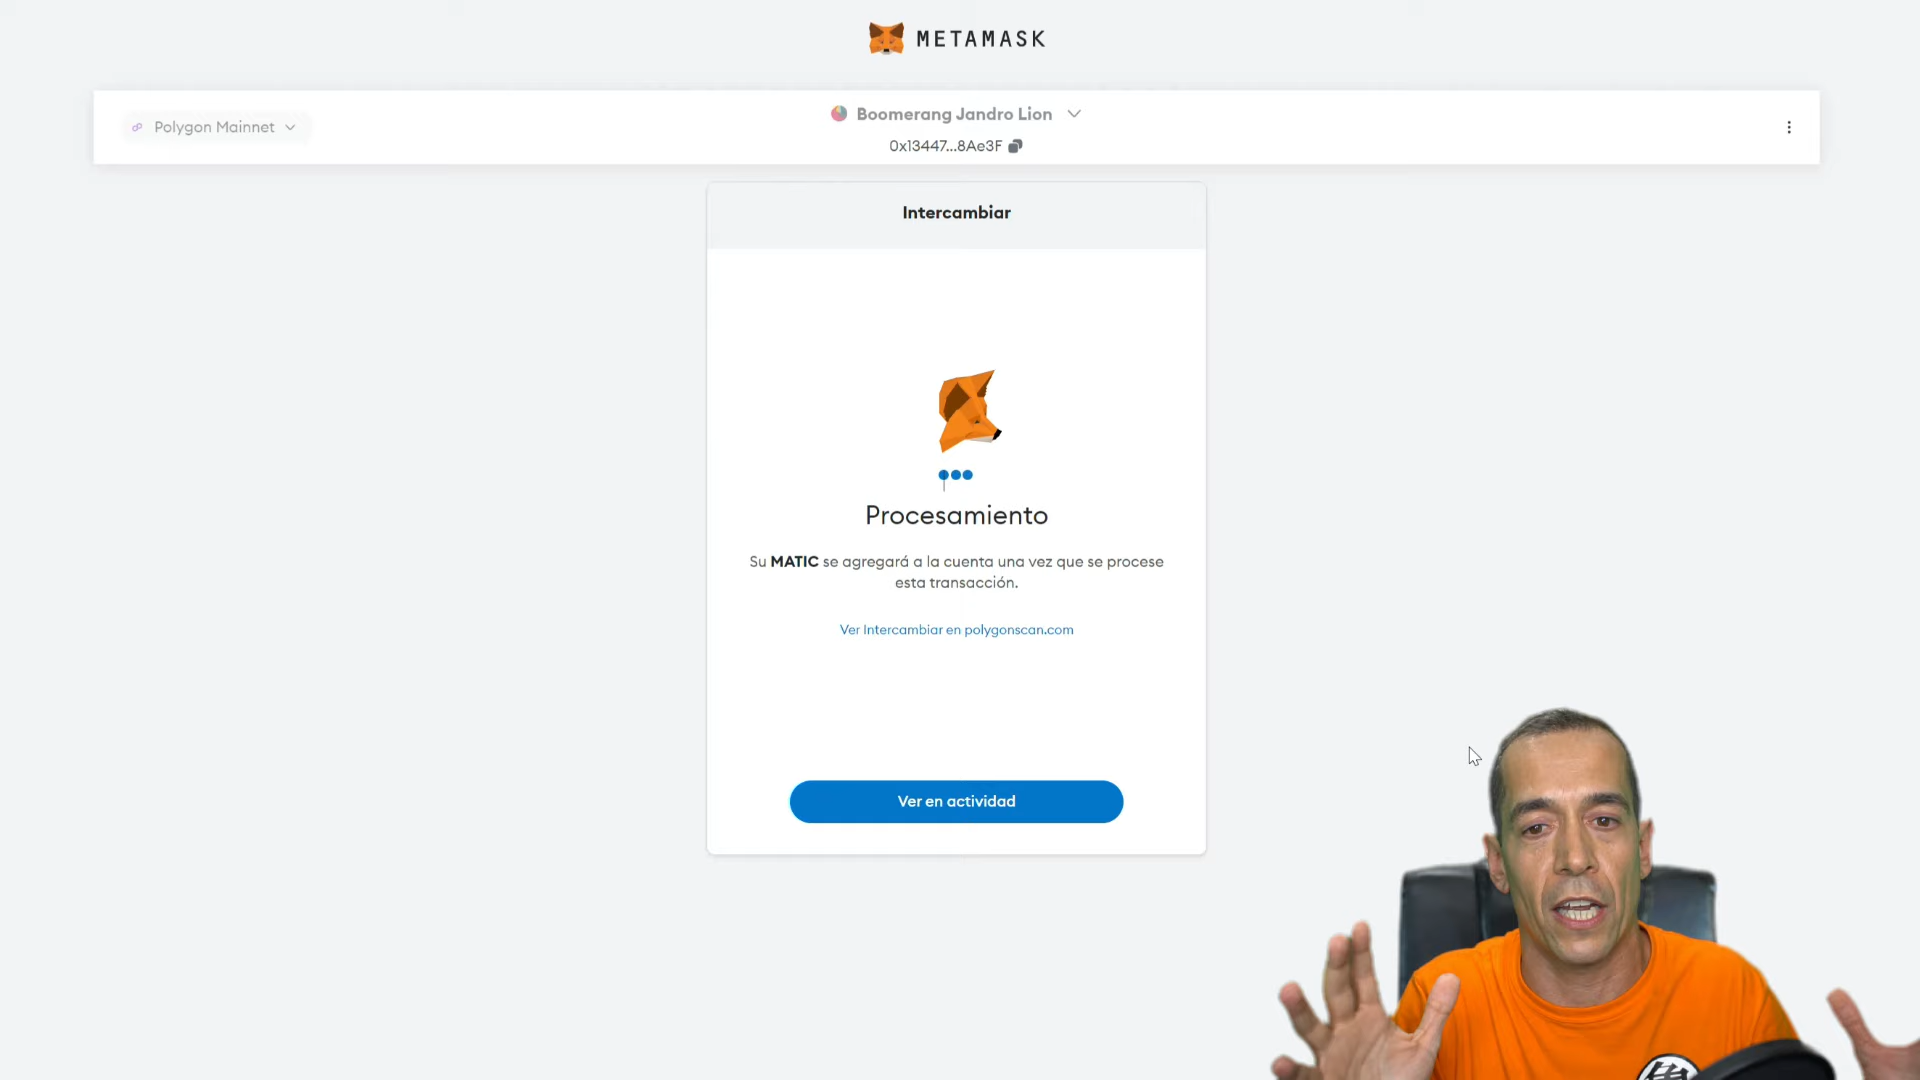 METAMASK
Polygon Mainnet
Boomerang Jandro Lion
0x13447...8Ae3F
Intercambiar
Procesamiento
Su MATIC se agregará a la cuenta una vez que se procese
esta transacción.
Ver Intercambiar en polygonscan.com
Ver en actividad